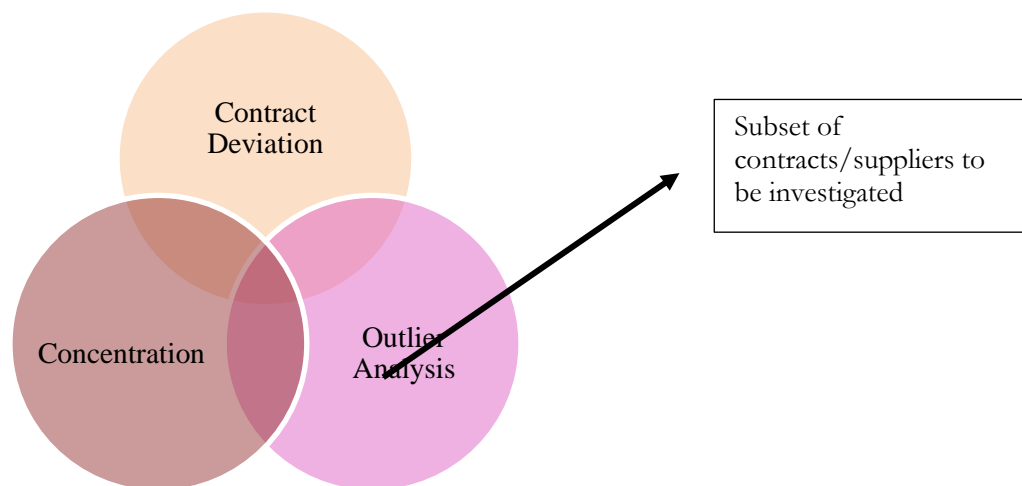 Contract
Deviation
Subset of
contracts/suppliers to
be investigated
Concentration
Outlier
Analysis